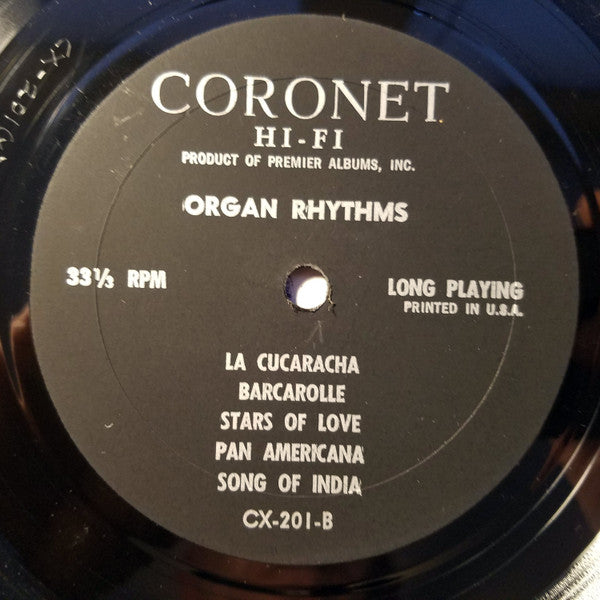 CORONET
HI-FI
PRODUCT OF PREMIER ALBUMS, INC.
ORGAN RHYTHMS
33⅓ RPM
LONG PLAYING
PRINTED IN U.S.A.
LA CUCARACHA
BARCAROLLE
STARS OF LOVE
PAN AMERICANA
SONG OF INDIA
CX-201-B